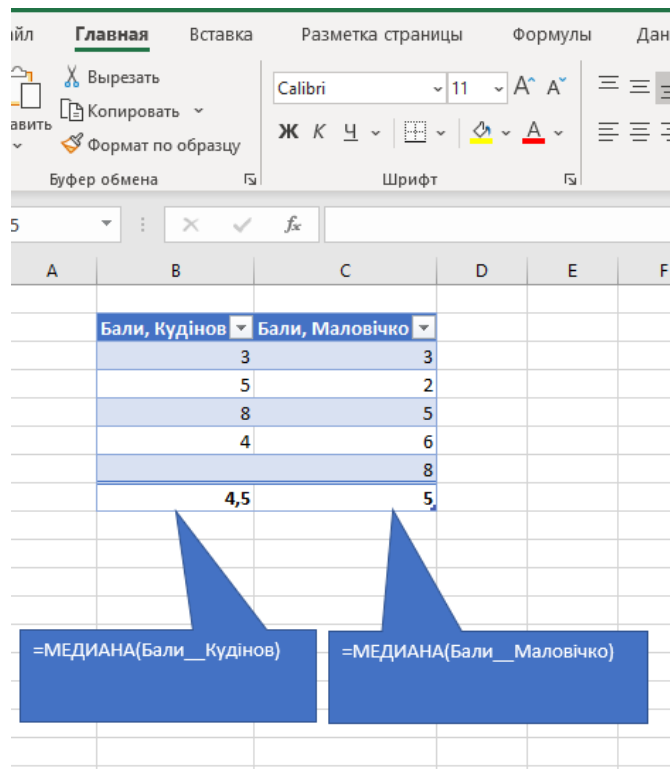 йл Главная Вставка Разметка страницы Формулы Дан
Вырезать
Копировать
авить
Формат по образцу
Calibri 11 A A
Ж К Ч А
Буфер обмена Шрифт
5 fx
A B C D E F
Бали, Кудінов Бали, Маловічко
3 3
5 2
8 5
4 6
8
4,5 5
=МЕДИАНА(Бали__Кудінов) =МЕДИАНА(Бали__Маловічко)